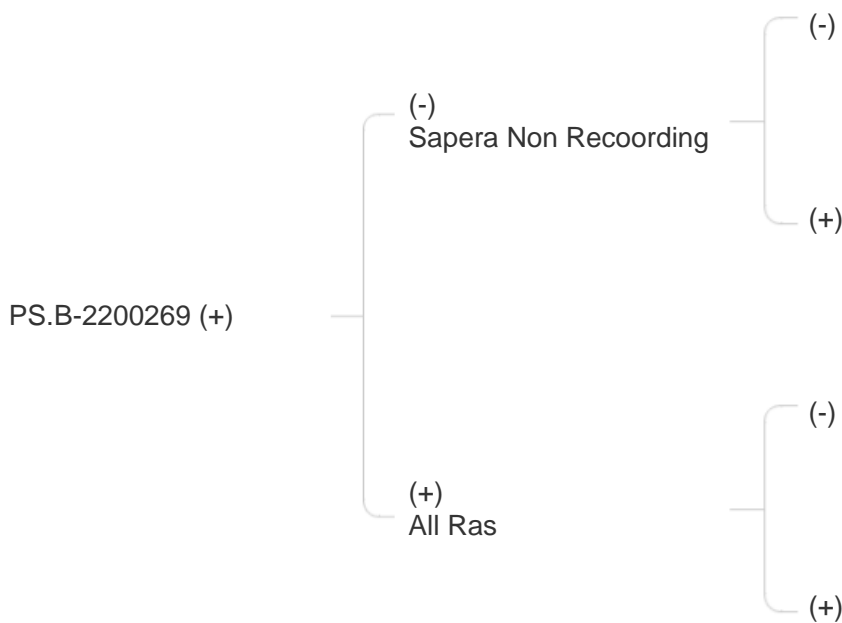 (-)
(-)
Sapera Non Recoording
(+)
PS.B-2200269 (+)
(-)
(+)
All Ras
(+)